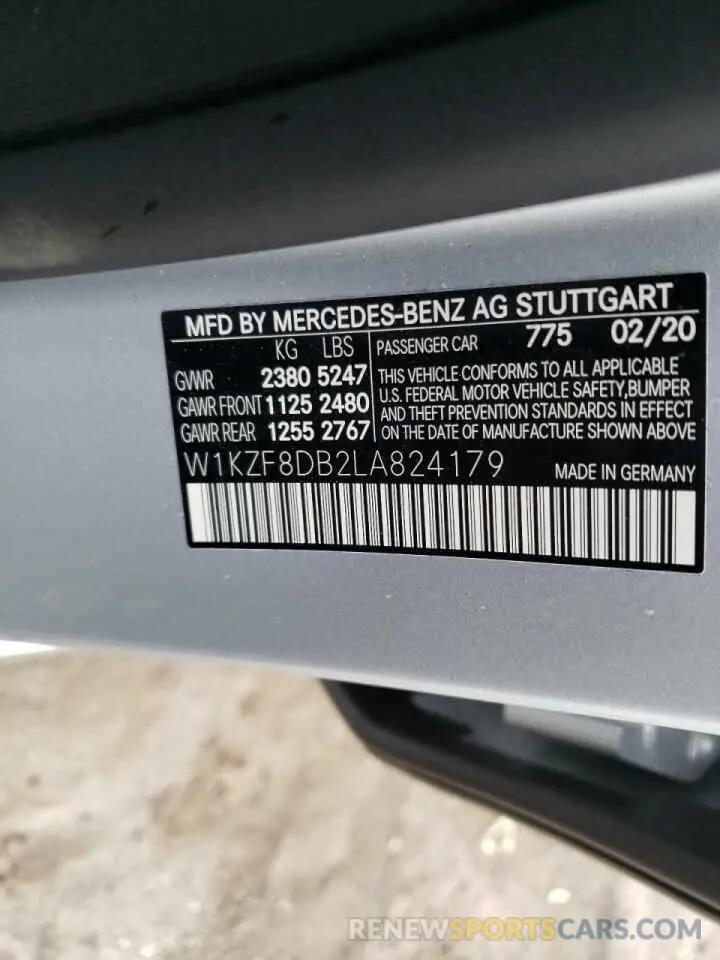 MFD BY MERCEDES-BENZ AG STUTTGART
KG LBS
GVWR 2380 5247
GAWR FRONT 1125 2480
GAWR REAR 1255 2767
PASSENGER CAR 775 02/20
THIS VEHICLE CONFORMS TO ALL APPLICABLE
U.S. FEDERAL MOTOR VEHICLE SAFETY,BUMPER
AND THEFT PREVENTION STANDARDS IN EFFECT
ON THE DATE OF MANUFACTURE SHOWN ABOVE
W1KZF8DB2LA824179
MADE IN GERMANY
RENEWSPORTSCARS.COM